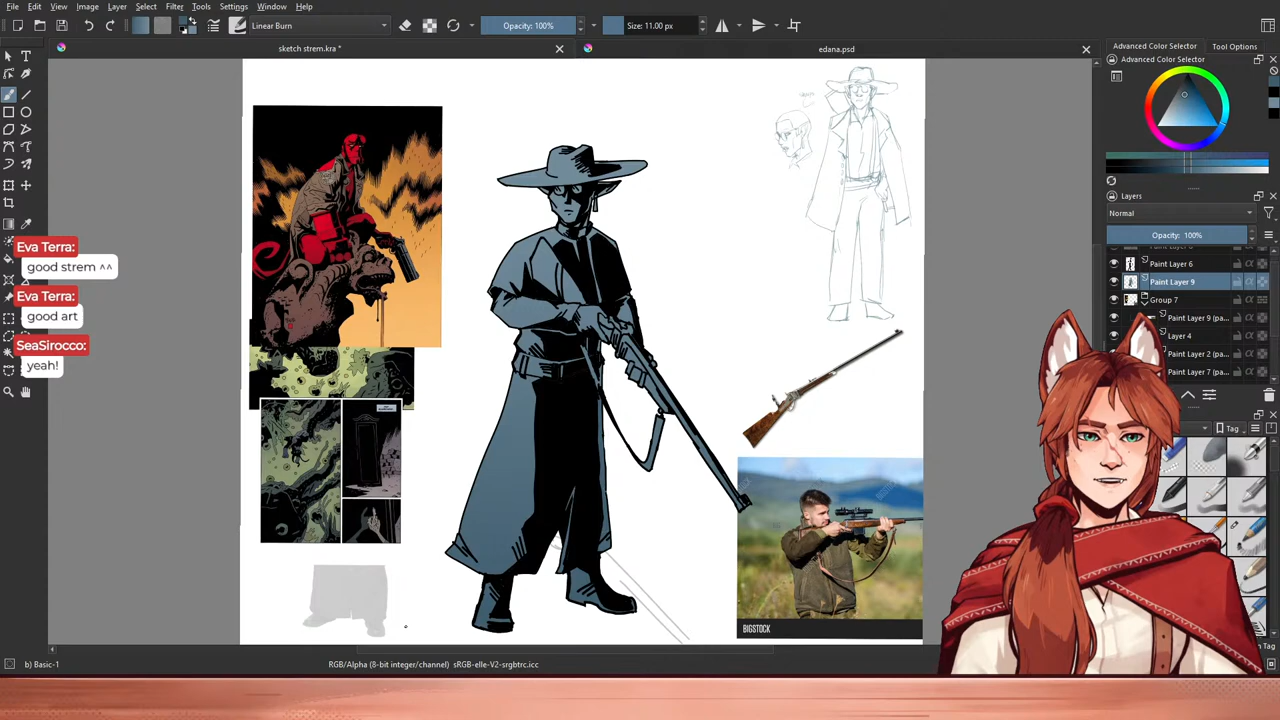 File Edit View Image Layer Select Filter Tools Settings Window Help
Linear Burn
Opacity: 100%
Size: 11.00 px
sketch strem.kra *
edana.psd
Advanced Color Selector
Tool Options
Advanced Color Selector
Layers
Normal
Opacity: 100%
Paint Layer 6
Paint Layer 9
Group 7
Paint Layer 9 (pa...
Layer 4
Paint Layer 2 (pa...
Paint Layer 7 (pa...
Tag
Eva Terra:
good strem ^^
Eva Terra:
good art
SeaSirocco:
yeah!
BIGSTOCK
b) Basic-1
RGB/Alpha (8-bit integer/channel) sRGB-elle-V2-srgbtrc.icc